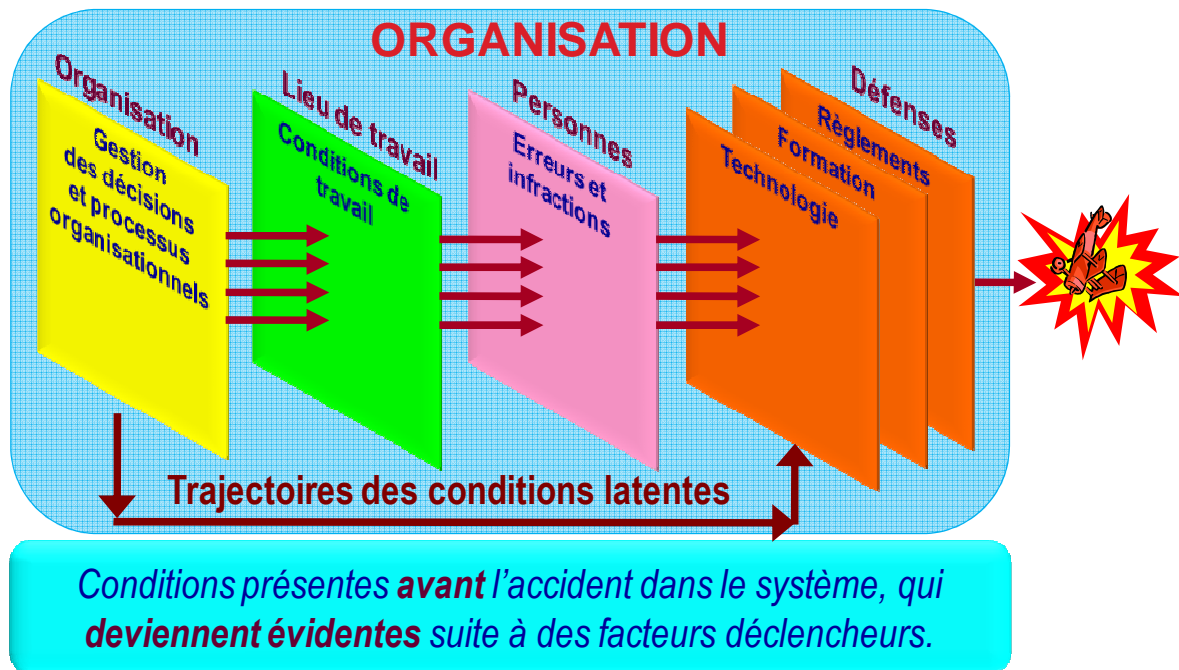 ORGANISATION
Organisation
Gestion
des décisions
et processus
organisationnels
Lieu de travail
Conditions de
travail
Personnes
Erreurs et
infractions
Défenses
Technologie
Formation
Règlements
Trajectoires des conditions latentes
Conditions présentes avant l’accident dans le système, qui
deviennent évidentes suite à des facteurs déclencheurs.